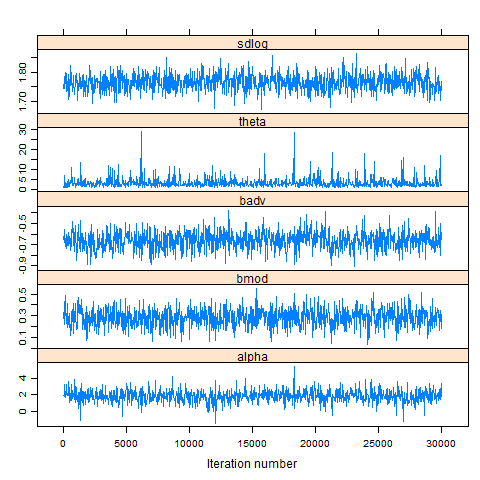 sdlog
1.70 1.80
theta
0 5 10 20 30
badv
-0.9 -0.7 -0.5
bmod
0.1 0.3 0.5
alpha
0 2 4
0 5000 10000 15000 20000 25000 30000
Iteration number